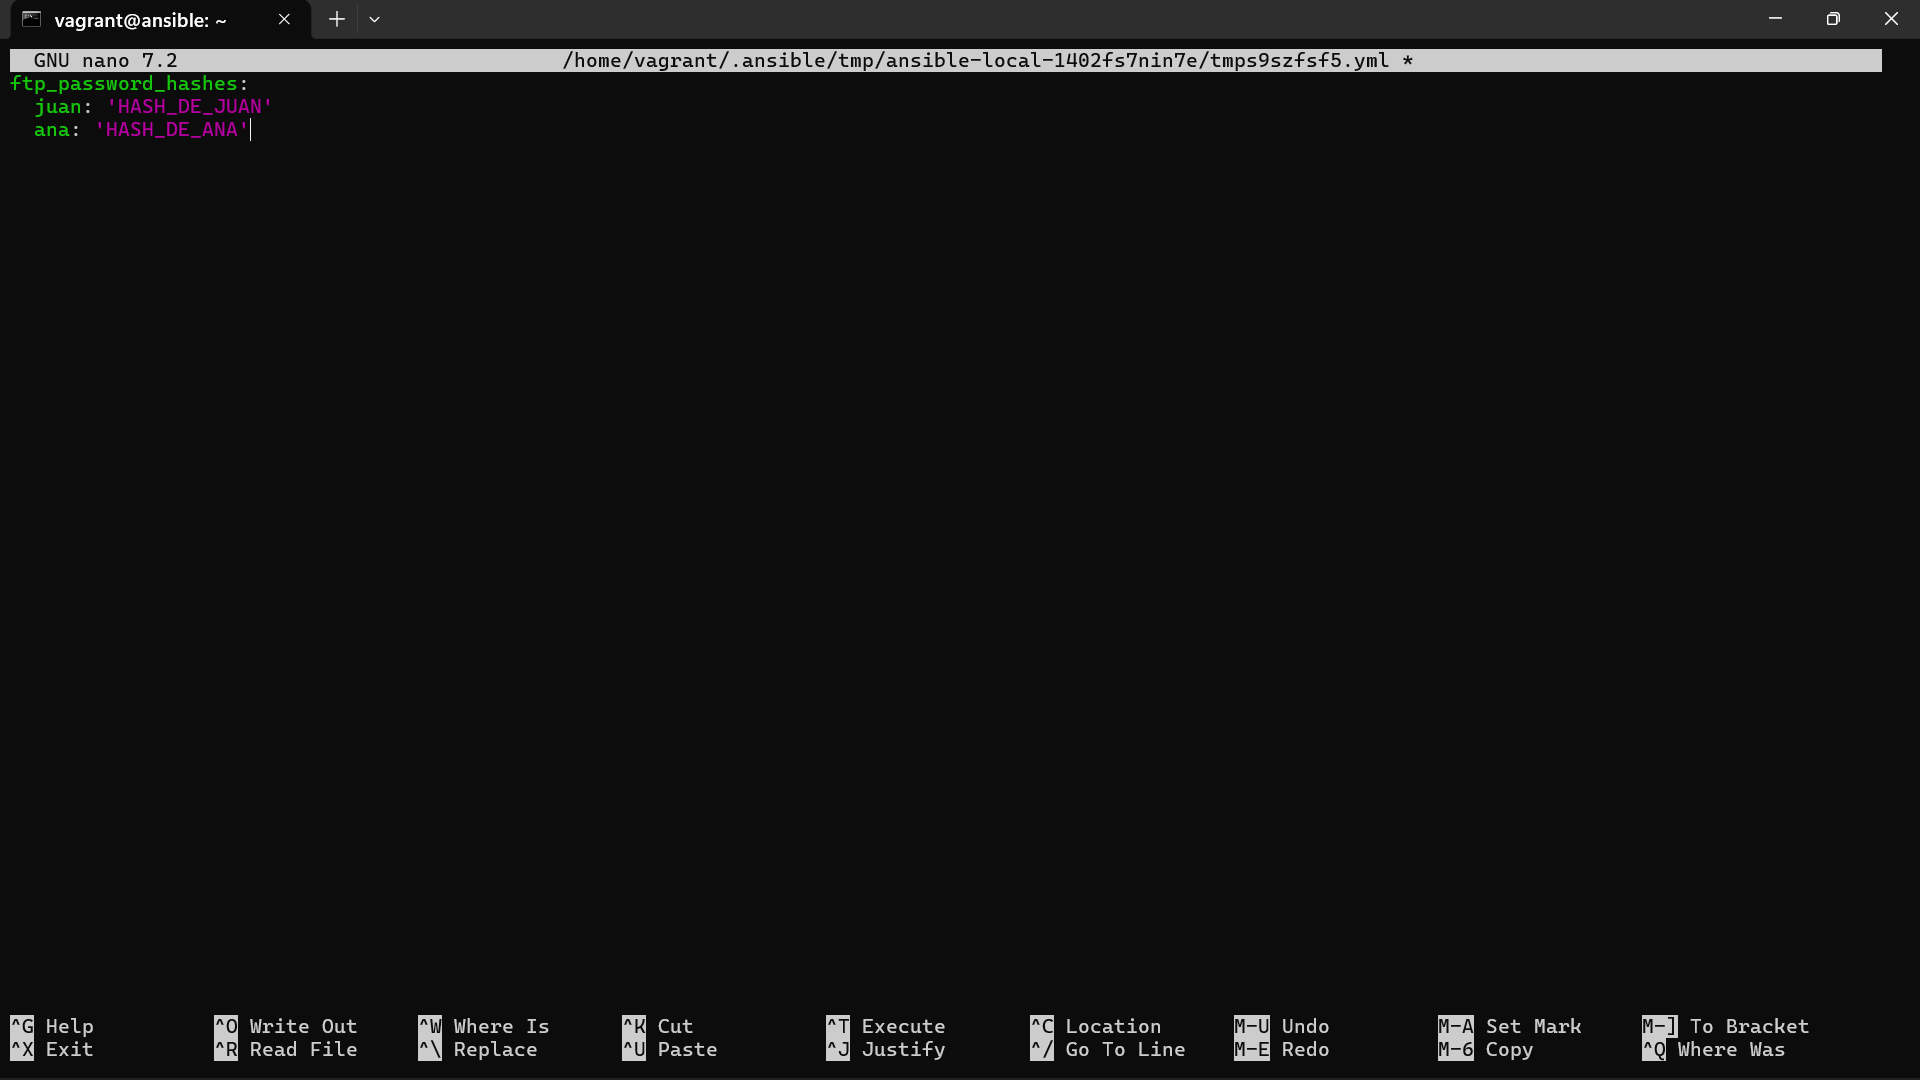 vagrant@ansible: ~
GNU nano 7.2 /home/vagrant/.ansible/tmp/ansible-local-1402fs7nin7e/tmps9szfsf5.yml *
ftp_password_hashes:
  juan: 'HASH_DE_JUAN'
  ana: 'HASH_DE_ANA'
^G Help ^O Write Out ^W Where Is ^K Cut ^T Execute ^C Location M-U Undo M-A Set Mark M-] To Bracket
^X Exit ^R Read File ^\ Replace ^U Paste ^J Justify ^/ Go To Line M-E Redo M-6 Copy ^Q Where Was